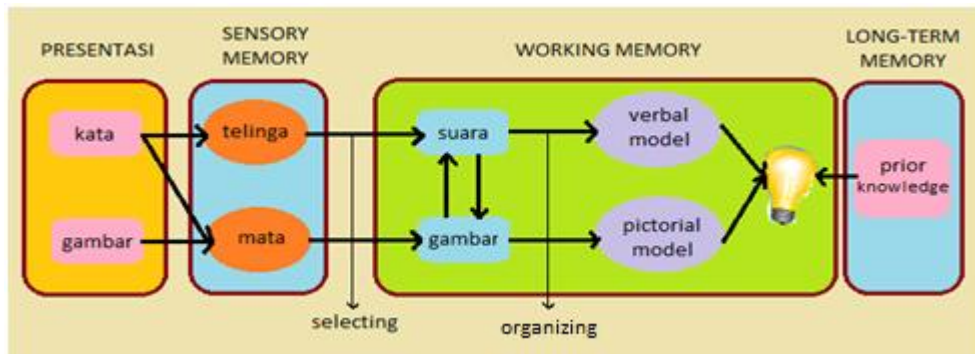 PRESENTASI
SENSORY
MEMORY
WORKING MEMORY
LONG-TERM
MEMORY
kata
telinga
suara
verbal
model
prior
knowledge
gambar
mata
gambar
pictorial
model
selecting
organizing